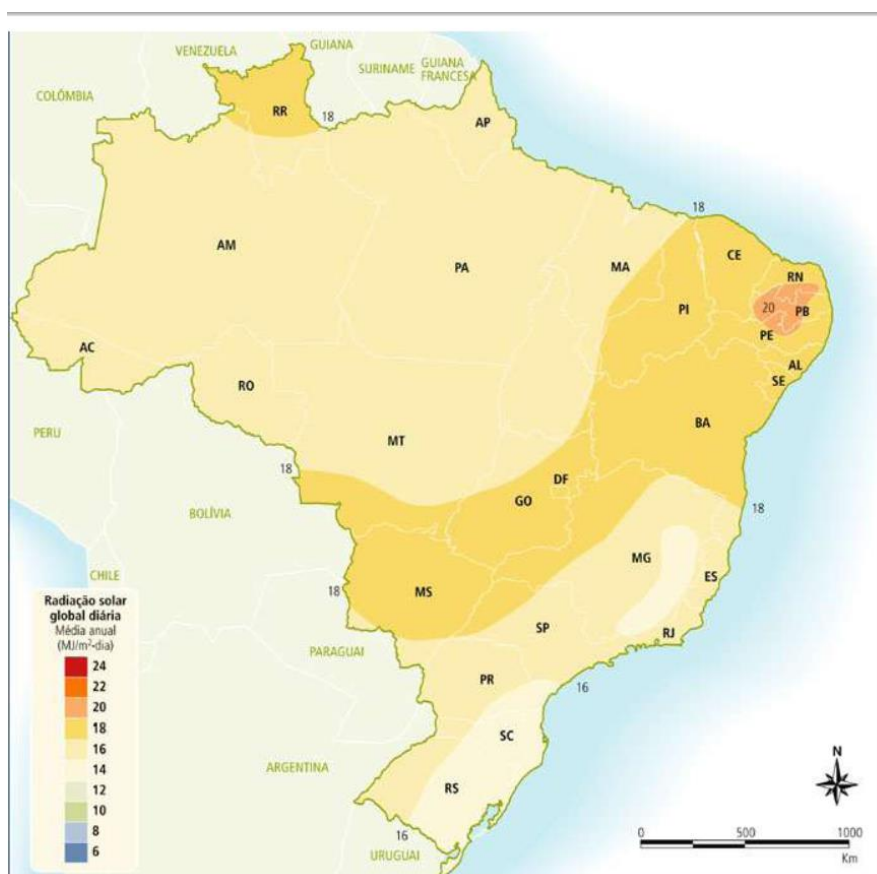 VENEZUELA
GUIANA
SURINAME
GUIANA
FRANCESA
COLÔMBIA
RR
18
AP
18
AM
PA
MA
CE
RN
PI
20
PB
PE
AC
AL
SE
RO
BA
PERU
MT
18
DF
GO
BOLÍVIA
18
MG
CHILE
ES
18
MS
SP
RJ
PARAGUAI
PR
16
SC
ARGENTINA
RS
16
URUGUAI
Radiação solar
global diária
Média anual
(MJ/m²-dia)
24
22
20
18
16
14
12
10
8
6
N
0 500 1000
Km